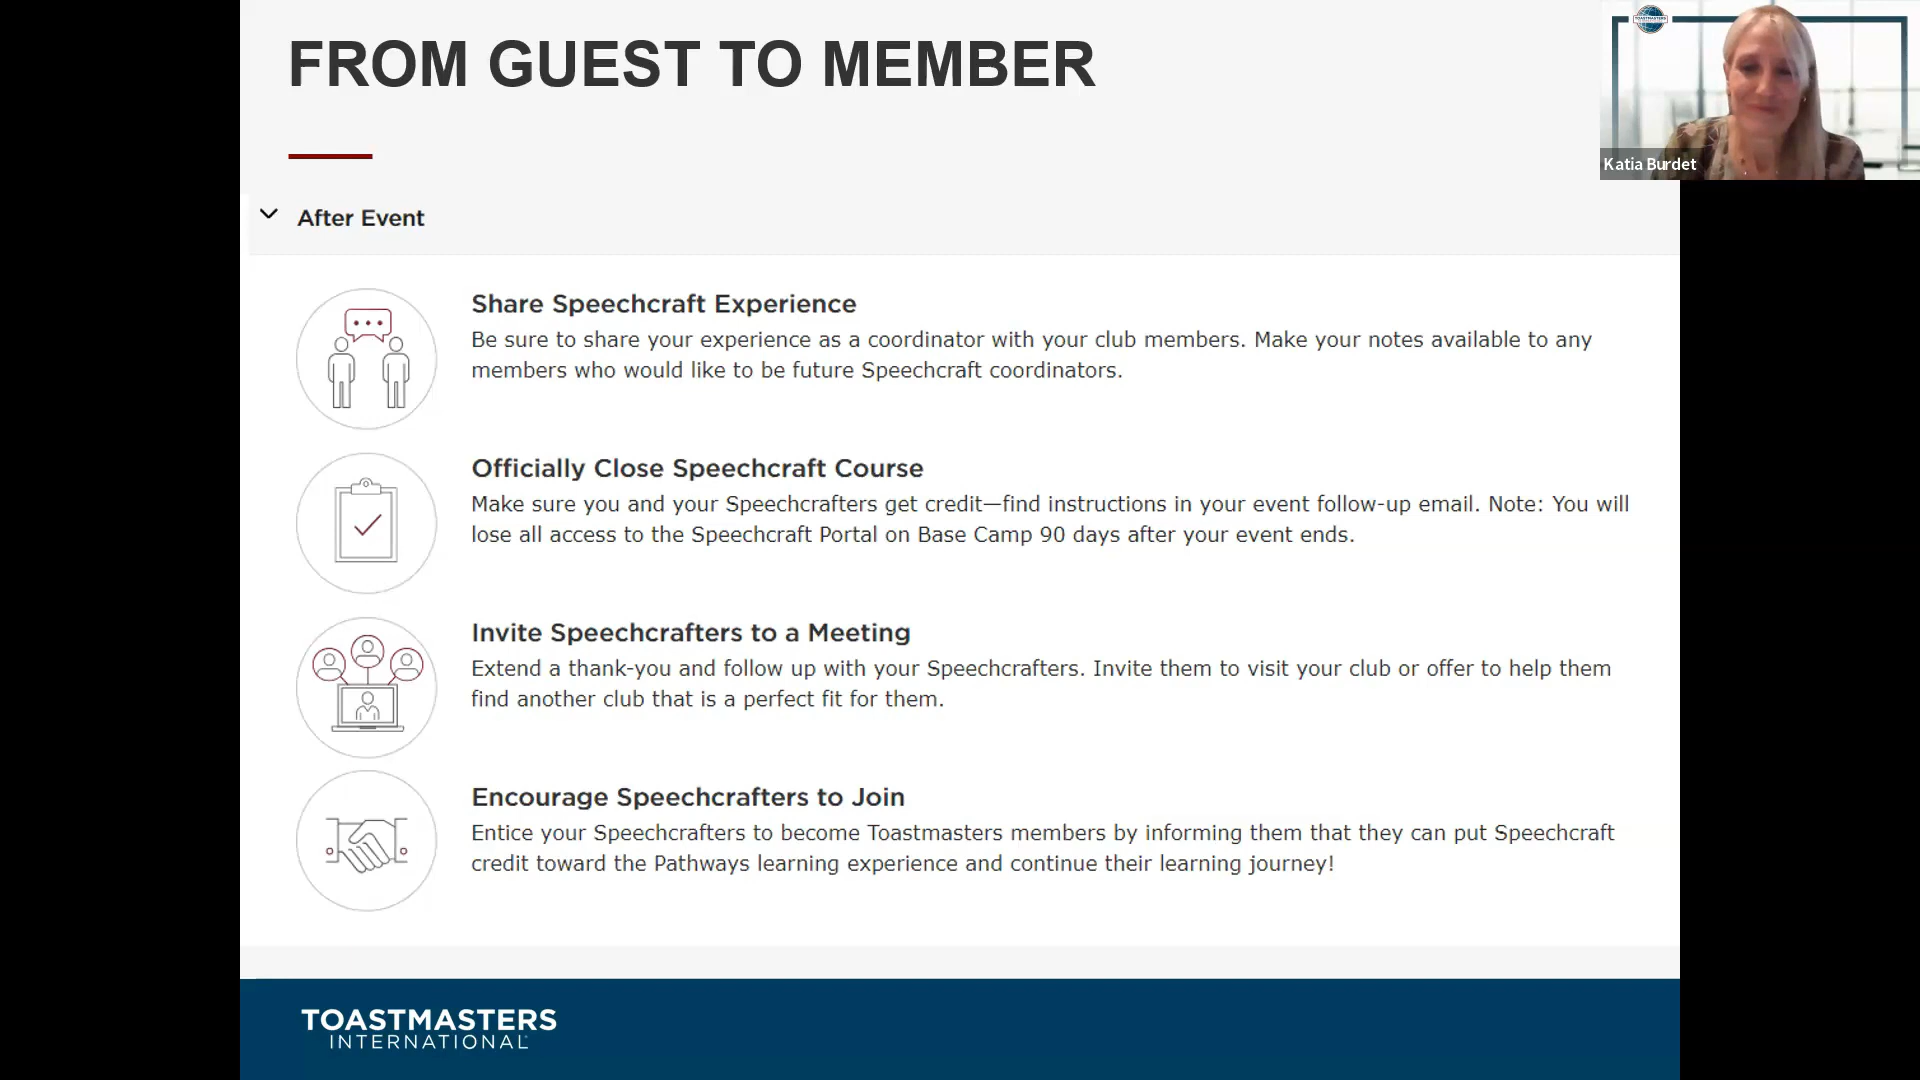 FROM GUEST TO MEMBER
TOASTMASTERS
Katia Burdet
After Event
Share Speechcraft Experience
Be sure to share your experience as a coordinator with your club members. Make your notes available to any
members who would like to be future Speechcraft coordinators.
Officially Close Speechcraft Course
Make sure you and your Speechcrafters get credit—find instructions in your event follow-up email. Note: You will
lose all access to the Speechcraft Portal on Base Camp 90 days after your event ends.
Invite Speechcrafters to a Meeting
Extend a thank-you and follow up with your Speechcrafters. Invite them to visit your club or offer to help them
find another club that is a perfect fit for them.
Encourage Speechcrafters to Join
Entice your Speechcrafters to become Toastmasters members by informing them that they can put Speechcraft
credit toward the Pathways learning experience and continue their learning journey!
TOASTMASTERS
INTERNATIONAL